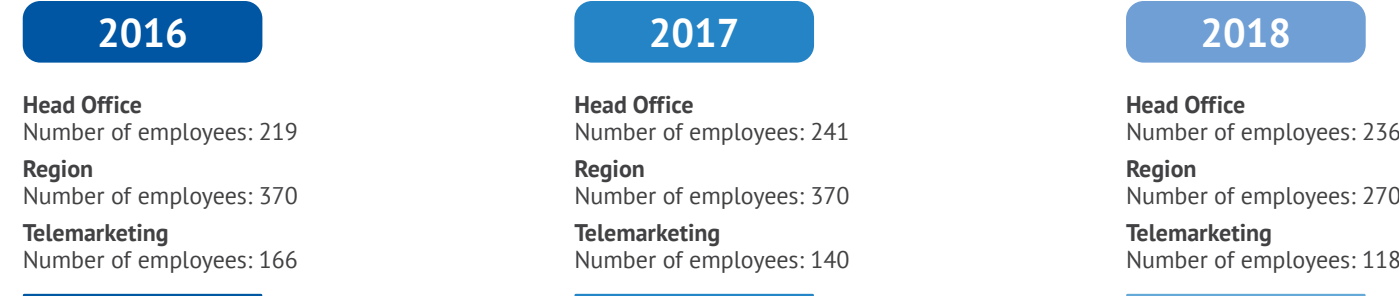 2016
Head Office
Number of employees: 219
Region
Number of employees: 370
Telemarketing
Number of employees: 166
2017
Head Office
Number of employees: 241
Region
Number of employees: 370
Telemarketing
Number of employees: 140
2018
Head Office
Number of employees: 236
Region
Number of employees: 270
Telemarketing
Number of employees: 118